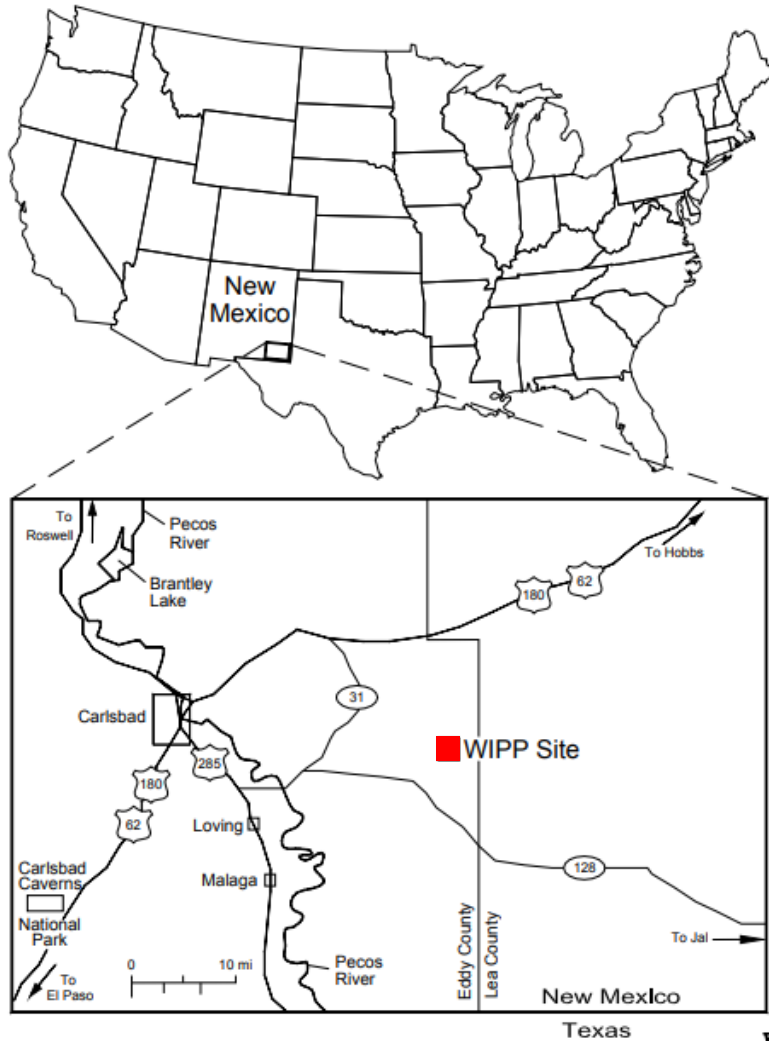 New
Mexico
To
Roswell
Pecos
River
Brantley
Lake
To Hobbs
180
62
31
Carlsbad
WIPP Site
285
180
62
Loving
128
Carlsbad
Caverns
Malaga
National
Park
To Jal
Eddy County
Lea County
0
10 mi
Pecos
River
To
El Paso
New Mexico
Texas